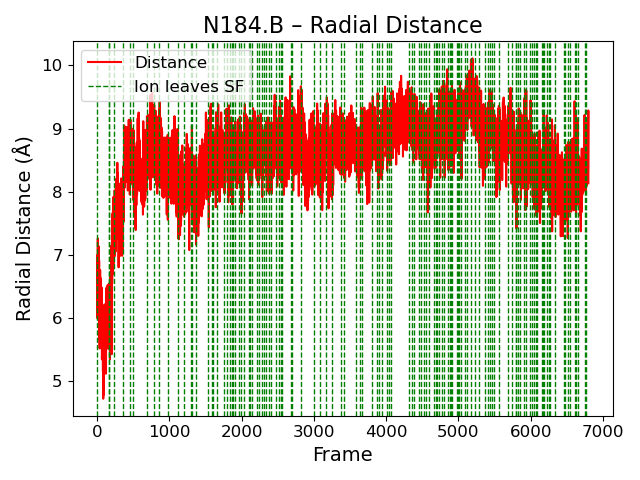 N184.B – Radial Distance
Distance
Ion leaves SF
Radial Distance (Å)
10
9
8
7
6
5
0 1000 2000 3000 4000 5000 6000 7000
Frame